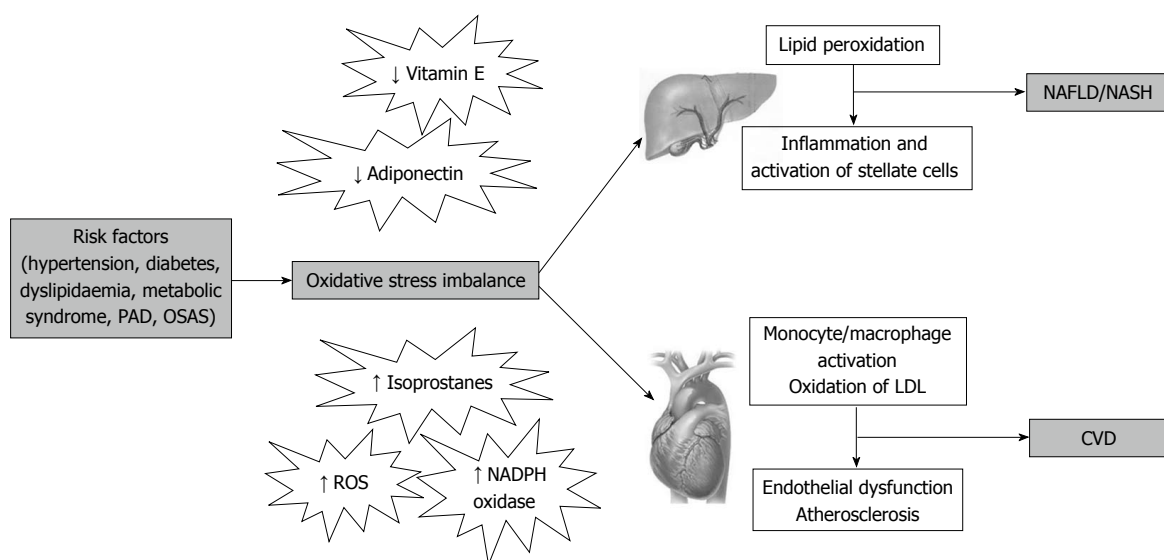 ↓ Vitamin E
↓ Adiponectin
Risk factors
(hypertension, diabetes,
dyslipidaemia, metabolic
syndrome, PAD, OSAS)
Oxidative stress imbalance
↑ Isoprostanes
↑ ROS
↑ NADPH
oxidase
Lipid peroxidation
NAFLD/NASH
Inflammation and
activation of stellate cells
Monocyte/macrophage
activation
Oxidation of LDL
CVD
Endothelial dysfunction
Atherosclerosis